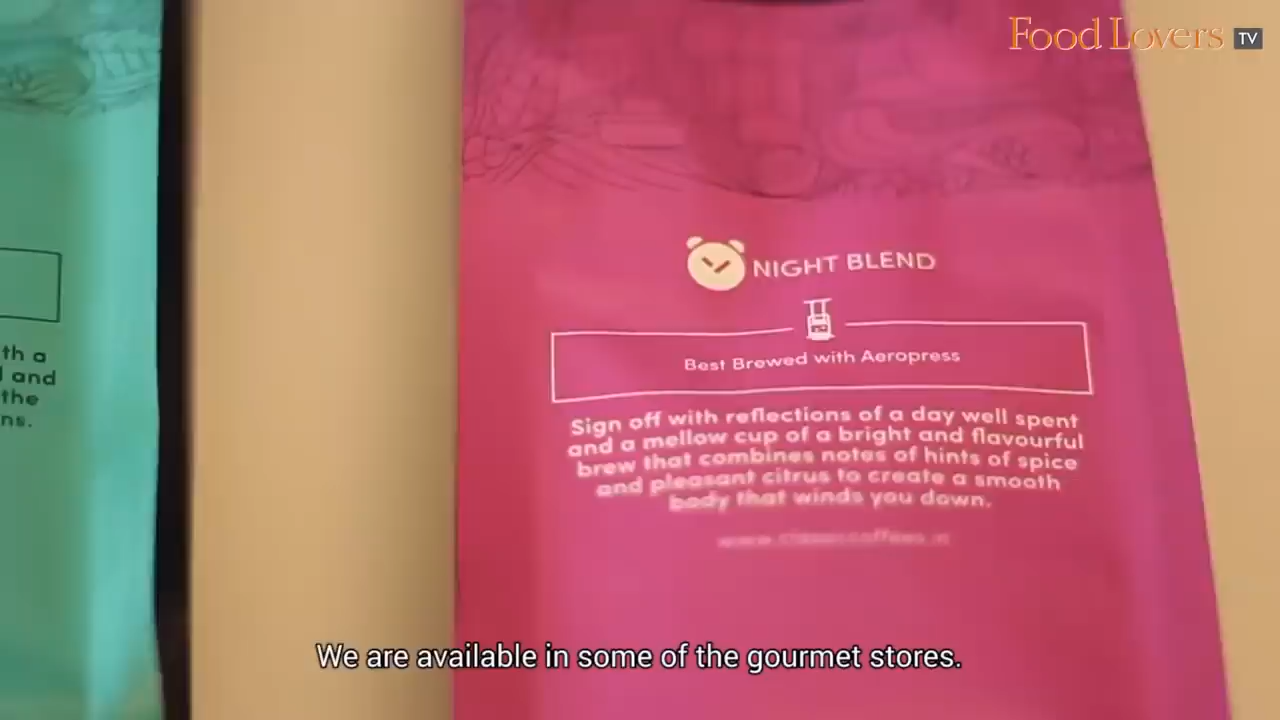 Food Lovers TV
NIGHT BLEND
Best Brewed with Aeropress
Sign off with reflections of a day well spent
and a mellow cup of a bright and flavourful
brew that combines notes of hints of spice
and pleasant citrus to create a smooth
body that winds you down.
th a
and
the
ns.
We are available in some of the gourmet stores.